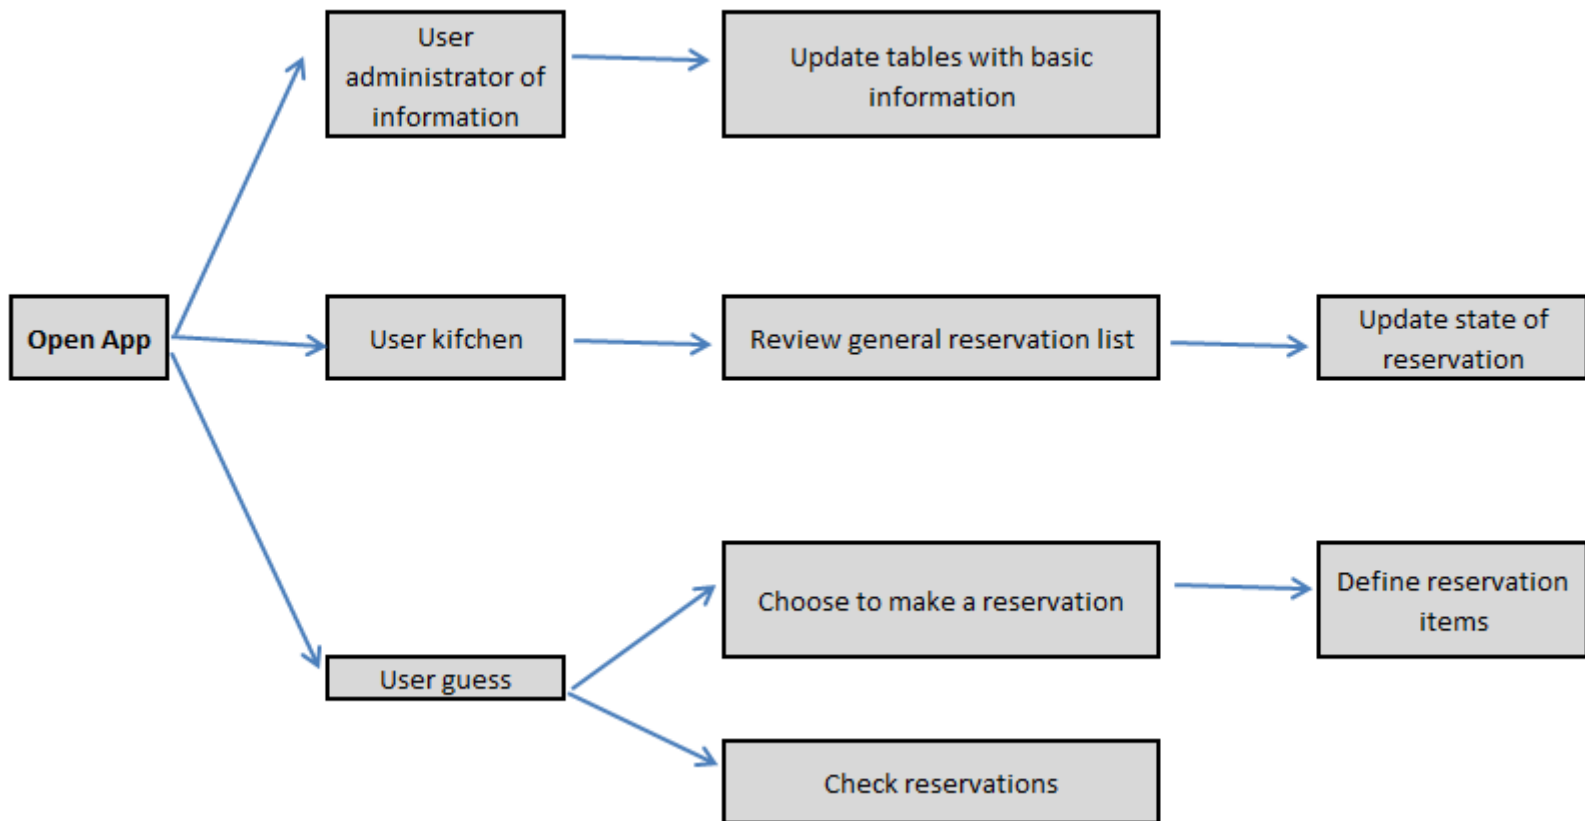 User
administrator of
information
Update tables with basic
information
Open App
User kifchen
Review general reservation list
Update state of
reservation
Choose to make a reservation
Define reservation
items
User guess
Check reservations